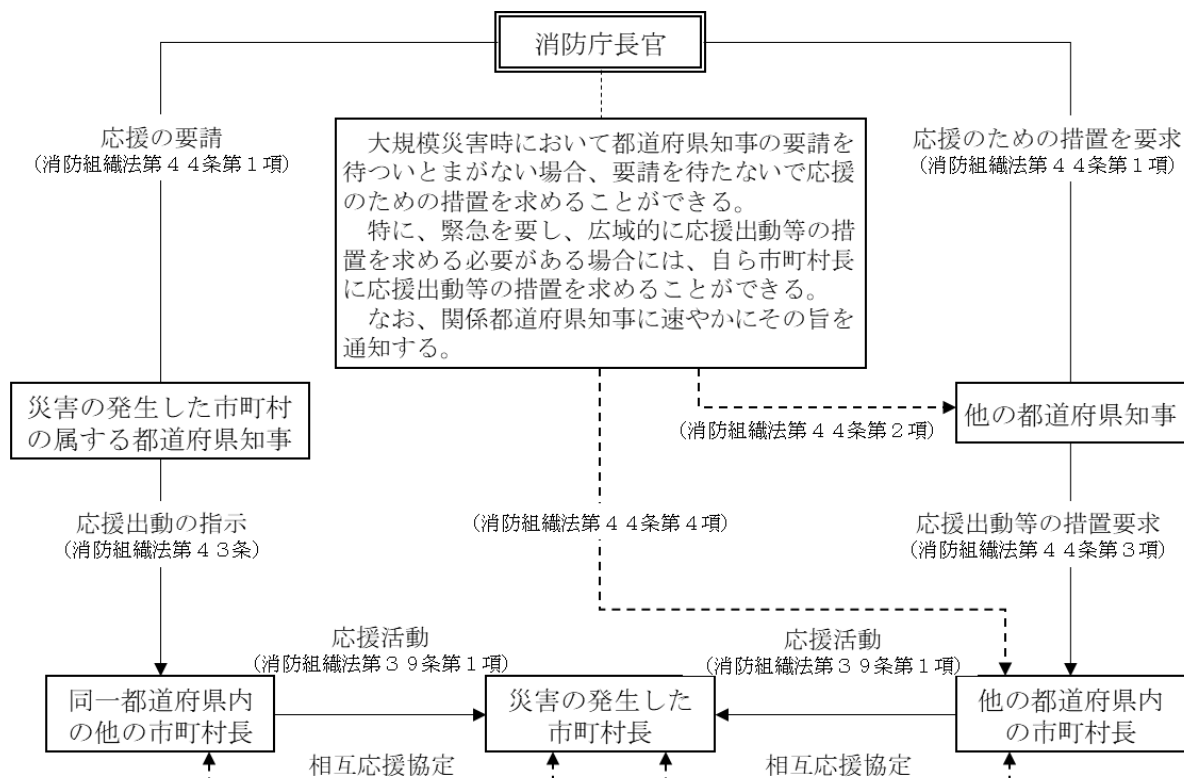 消防庁長官
応援の要請
(消防組織法第４４条第１項)
大規模災害時において都道府県知事の要請を
待ついとまがない場合、要請を待たないで応援
のための措置を求めることができる。
特に、緊急を要し、広域的に応援出動等の措
置を求める必要がある場合には、自ら市町村長
に応援出動等の措置を求めることができる。
なお、関係都道府県知事に速やかにその旨を
通知する。
応援のための措置を要求
(消防組織法第４４条第１項)
災害の発生した市町村
の属する都道府県知事
(消防組織法第４４条第２項)
他の都道府県知事
応援出動の指示
(消防組織法第４３条)
(消防組織法第４４条第４項)
応援出動等の措置要求
(消防組織法第４４条第３項)
応援活動
(消防組織法第３９条第１項)
応援活動
(消防組織法第３９条第１項)
同一都道府県内
の他の市町村長
災害の発生した
市町村長
他の都道府県内
の市町村長
相互応援協定
相互応援協定